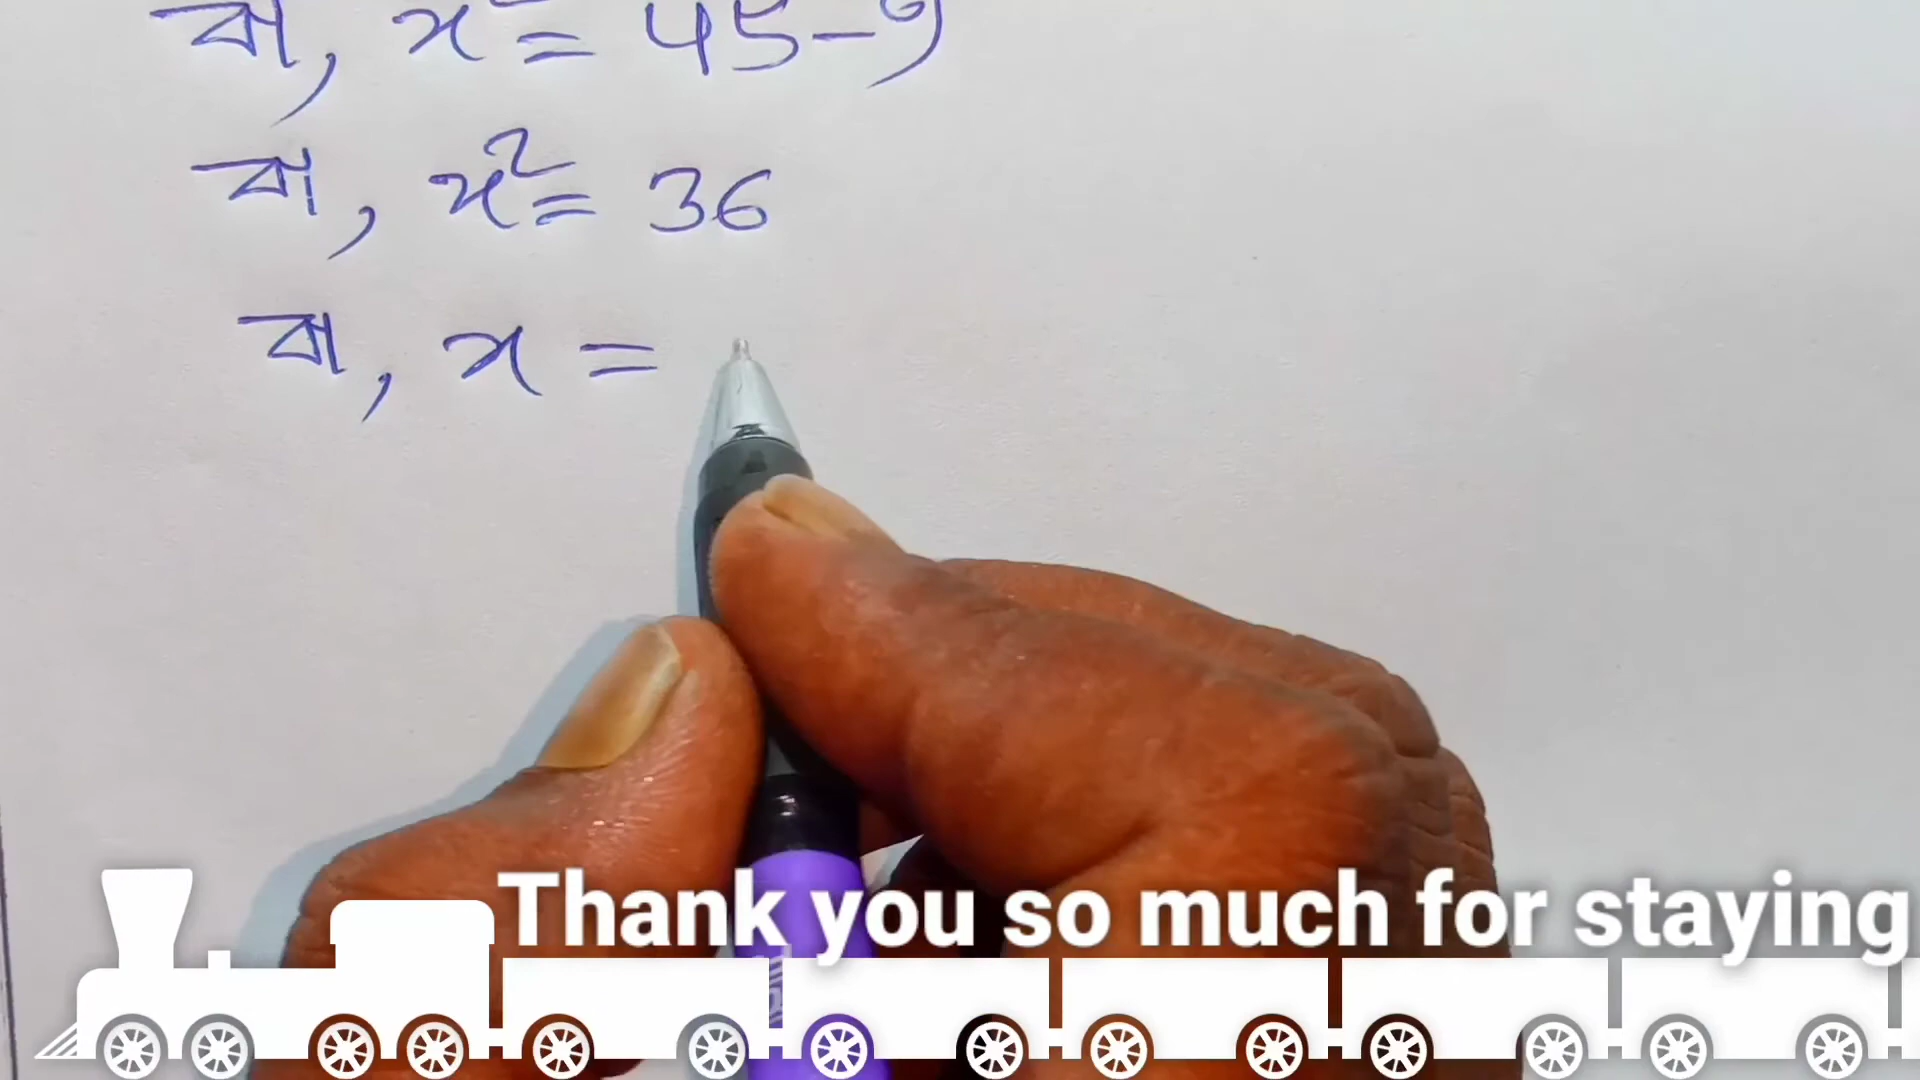 বা, x² = 45-9
বা, x² = 36
বা, x =
Thank you so much for staying